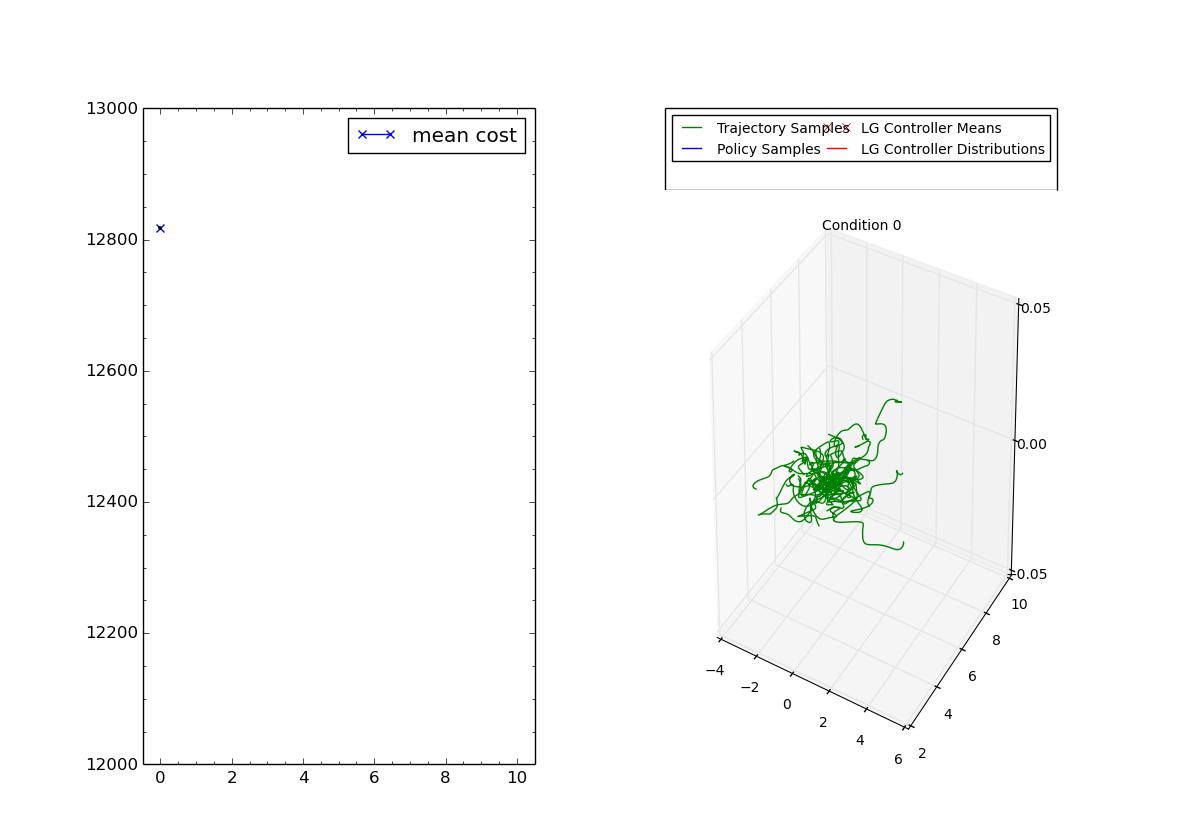 13000
12800
12600
12400
12200
12000
0 2 4 6 8 10
mean cost
Trajectory Samples LG Controller Means
Policy Samples LG Controller Distributions
Condition 0
0.05
0.00
−0.05
−4 −2 0 2 4 6
2 4 6 8 10